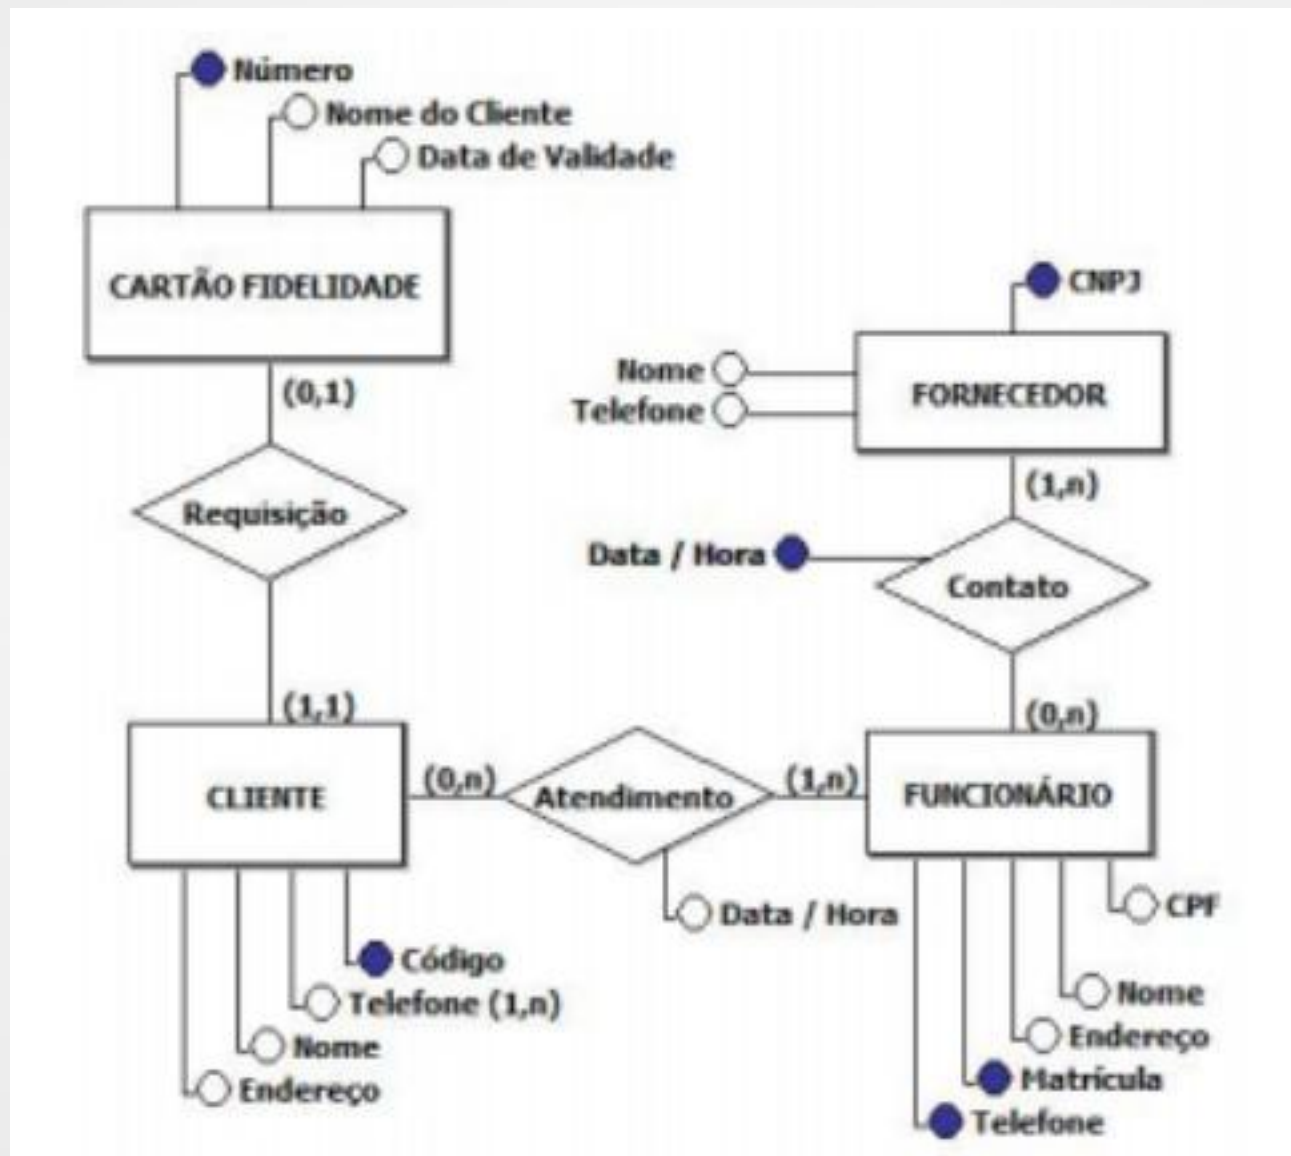 Número
Nome do Cliente
Data de Validade
CARTÃO FIDELIDADE
(0,1)
Requisição
(1,1)
CNPJ
Nome
Telefone
FORNECEDOR
(1,n)
Data / Hora
Contato
(0,n)
CLIENTE
(0,n)
Atendimento
(1,n)
FUNCIONÁRIO
Data / Hora
Código
Telefone (1,n)
Nome
Endereço
CPF
Nome
Endereço
Matrícula
Telefone